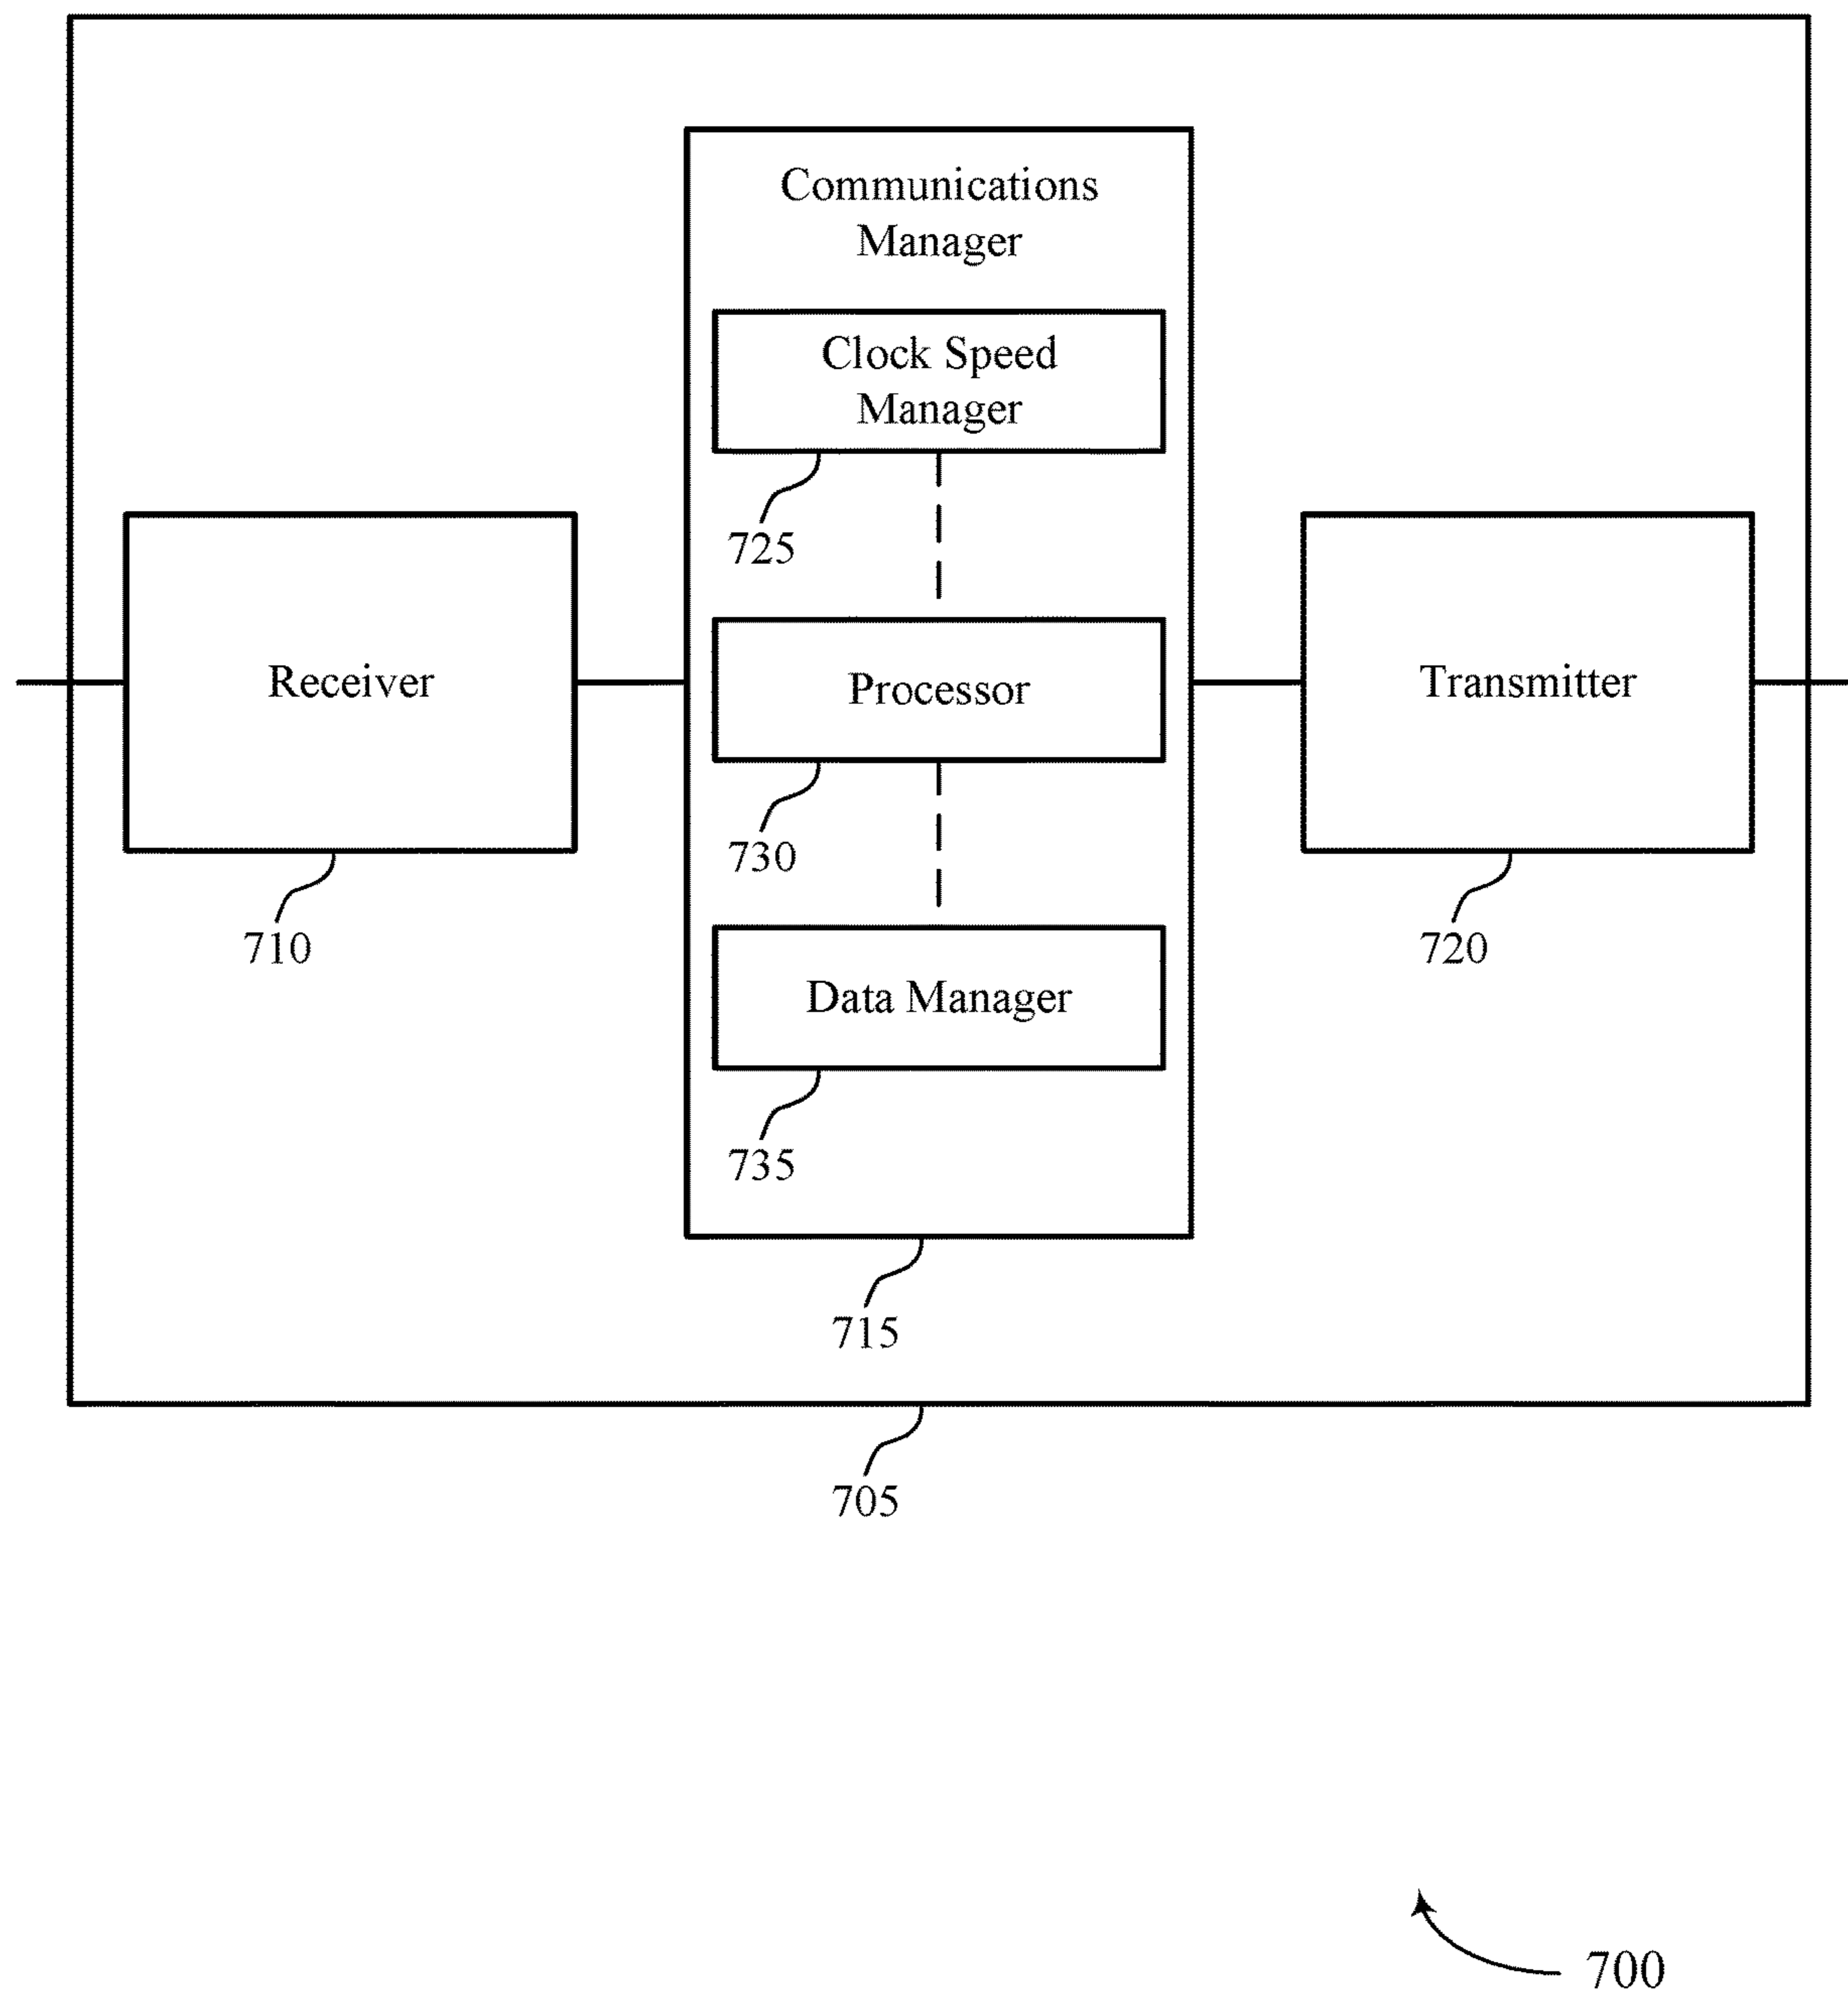 Communications
Manager
Clock Speed
Manager
725
Receiver
Processor
Transmitter
730
710
720
Data Manager
735
715
705
700